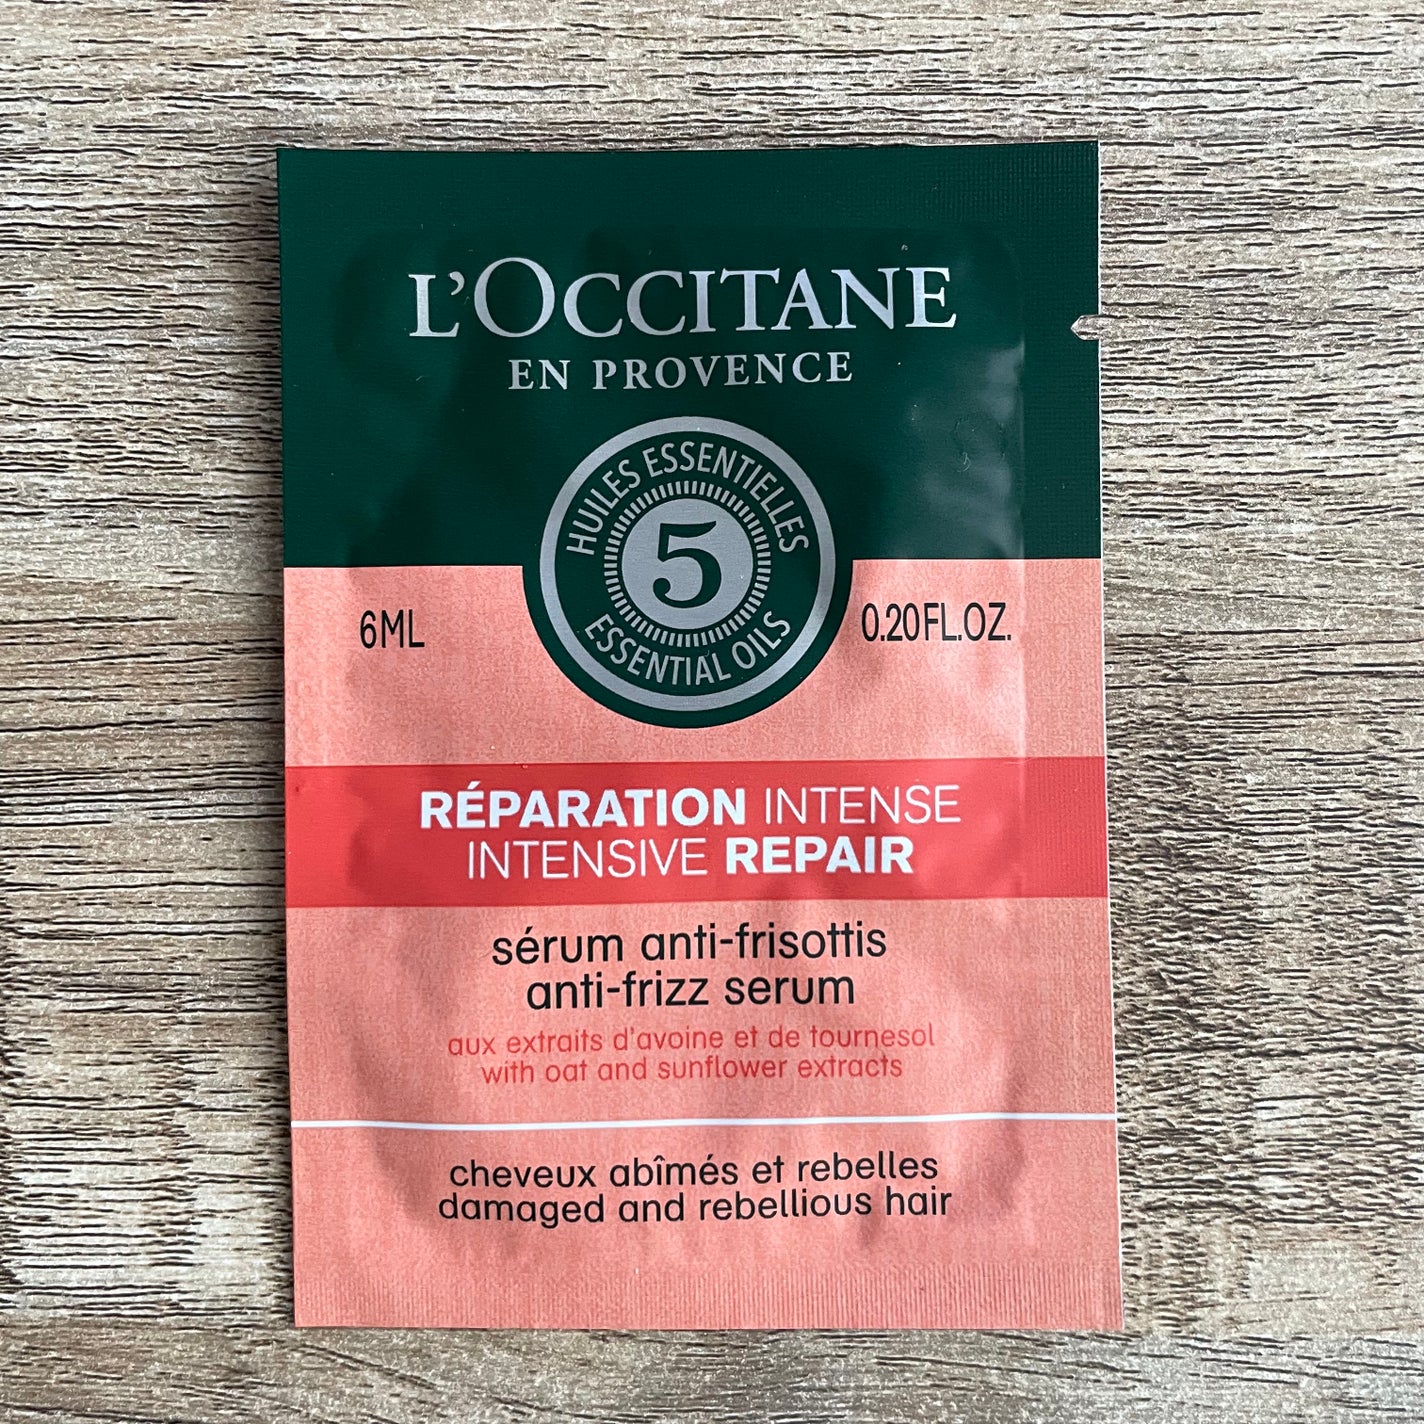 L'OCCITANE
EN PROVENCE
HUILES ESSENTIELLES
5
ESSENTIAL OILS
6ML
0.20FL.OZ.
RÉPARATION INTENSE
INTENSIVE REPAIR
sérum anti-frisottis
anti-frizz serum
aux extraits d'avoine et de tournesol
with oat and sunflower extracts
cheveux abîmés et rebelles
damaged and rebellious hair